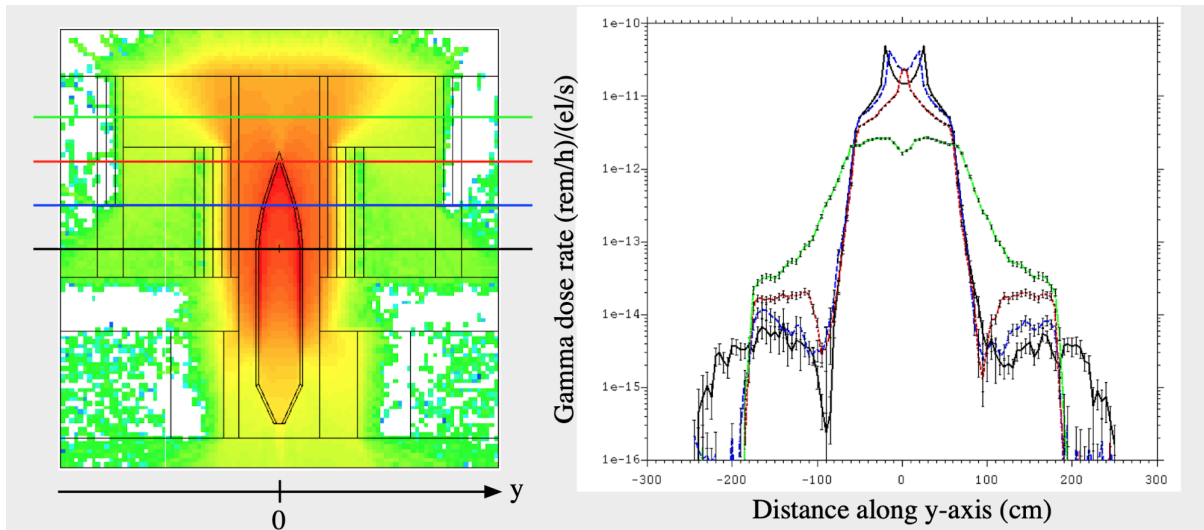 y
0
Gamma dose rate (rem/h)/(el/s)
1e-10
1e-11
1e-12
1e-13
1e-14
1e-15
1e-16
-300 -200 -100 0 100 200 300
Distance along y-axis (cm)